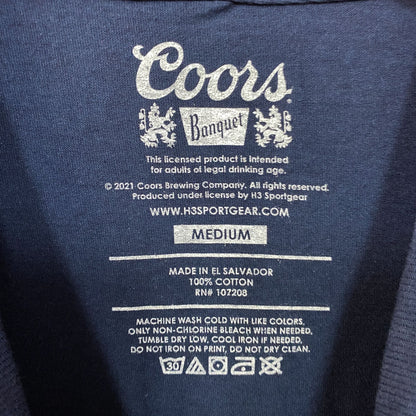 Coors
Banquet
This licensed product is intended
for adults of legal drinking age.
© 2021 Coors Brewing Company. All rights reserved.
Produced under license by H3 Sportgear
WWW.H3SPORTGEAR.COM
MEDIUM
MADE IN EL SALVADOR
100% COTTON
RN# 107208
MACHINE WASH COLD WITH LIKE COLORS,
ONLY NON-CHLORINE BLEACH WHEN NEEDED,
TUMBLE DRY LOW, COOL IRON IF NEEDED,
DO NOT IRON ON PRINT, DO NOT DRY CLEAN.
30